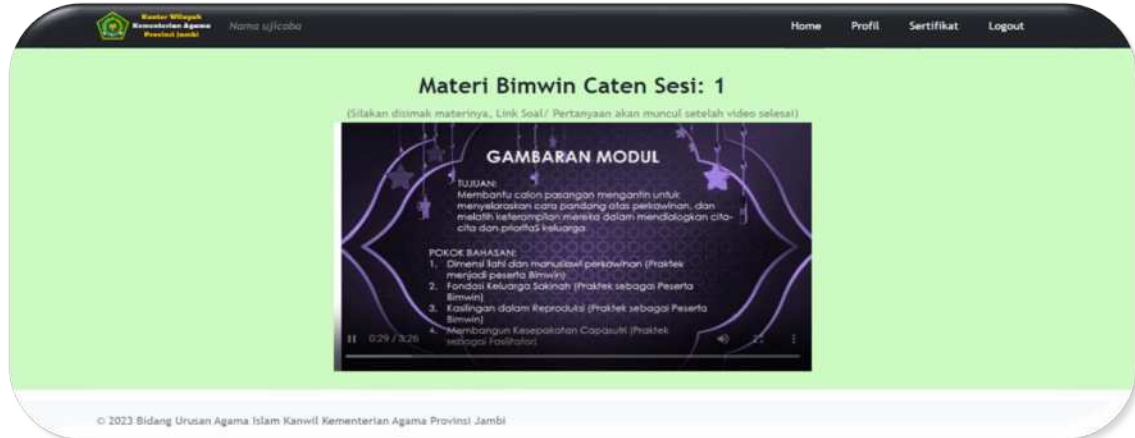 Kantor Wilayah
Kementerian Agama
Provinsi Jambi
Nama ujicoba
Home Profil Sertifikat Logout
Materi Bimwin Caten Sesi: 1
(Silakan disimak materinya, Link Soal/ Pertanyaan akan muncul setelah video selesai)
GAMBARAN MODUL
TUJUAN:
Membantu calon pasangan mengantin untuk
menyelaraskan cara pandang atas perkawinan, dan
melatih keterampilan mereka dalam mendialogkan cita-
cita dan prioritaS keluarga
POKOK BAHASAN:
1. Dimensi Ilahi dan manusiawi perkawinan (Praktek
menjadi peserta Bimwin)
2. Fondasi Keluarga Sakinah (Praktek sebagai Peserta
Bimwin)
3. Kasilingan dalam Reproduksi (Praktek sebagai Peserta
Bimwin)
4. Membangun Kesepakatan Capasutri (Praktek
sebagai Fasilitator)
0:29 / 3:26
© 2023 Bidang Urusan Agama Islam Kanwil Kementerian Agama Provinsi Jambi